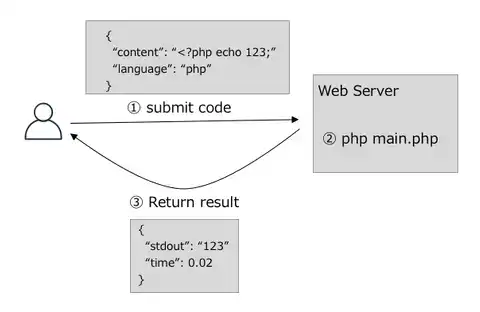 {
“content”: “<?php echo 123;”
“language”: “php”
}
① submit code
Web Server
② php main.php
③ Return result
{
“stdout”: “123”
“time”: 0.02
}